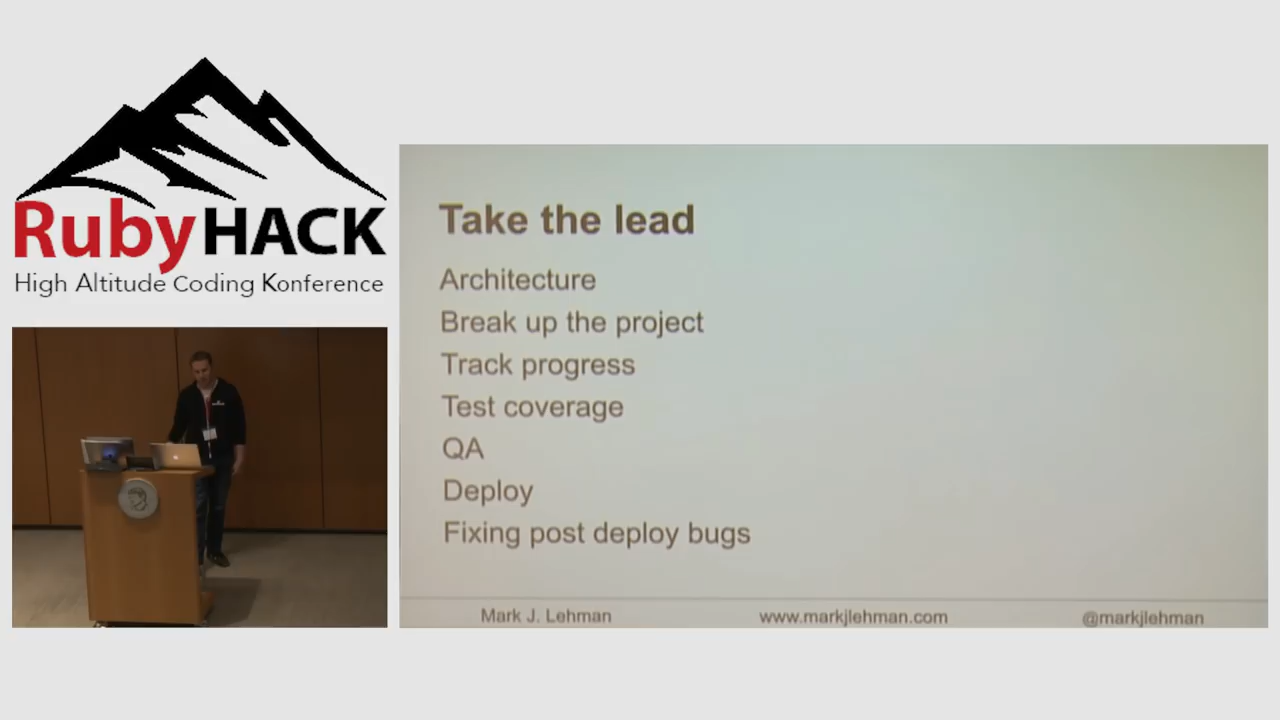 RubyHACK
High Altitude Coding Konference
Take the lead
Architecture
Break up the project
Track progress
Test coverage
QA
Deploy
Fixing post deploy bugs
Mark J. Lehman
www.markjlehman.com
@markjlehman